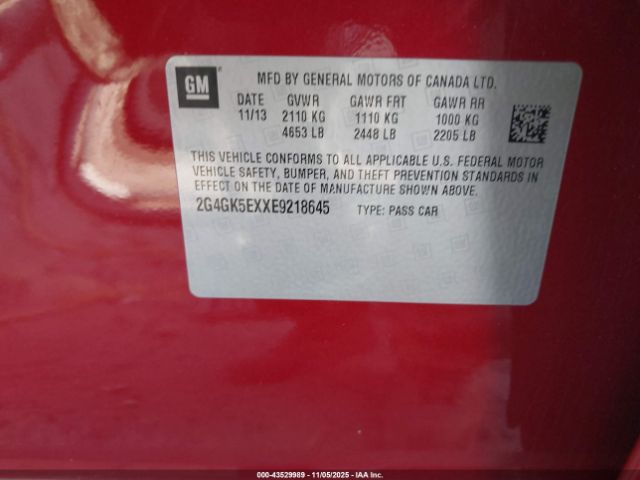 GM
MFD BY GENERAL MOTORS OF CANADA LTD.
DATE GVWR GAWR FRT GAWR RR
11/13 2110 KG 1110 KG 1000 KG
4653 LB 2448 LB 2205 LB
THIS VEHICLE CONFORMS TO ALL APPLICABLE U.S. FEDERAL MOTOR
VEHICLE SAFETY, BUMPER, AND THEFT PREVENTION STANDARDS
IN EFFECT ON THE DATE OF MANUFACTURE SHOWN ABOVE.
2G4GK5EXXE9218645 TYPE: PASS CAR
000-43529989 - 11/05/2025 - IAAI Inc.